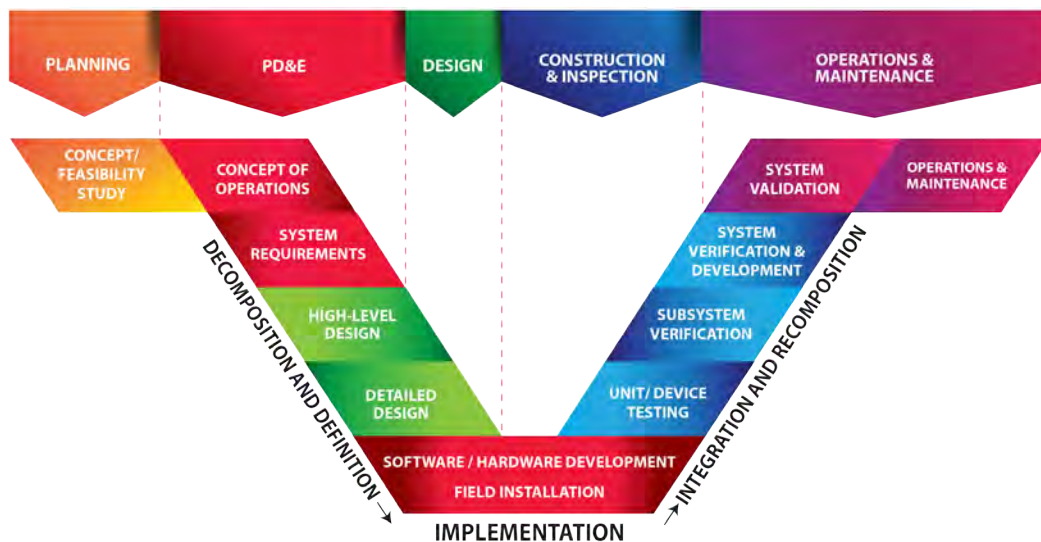 PLANNING
PD&E
DESIGN
CONSTRUCTION
& INSPECTION
OPERATIONS &
MAINTENANCE
CONCEPT/
FEASIBILITY
STUDY
CONCEPT OF
OPERATIONS
SYSTEM
VALIDATION
OPERATIONS &
MAINTENANCE
SYSTEM
REQUIREMENTS
SYSTEM
VERIFICATION &
DEVELOPMENT
HIGH-LEVEL
DESIGN
SUBSYSTEM
VERIFICATION
DETAILED
DESIGN
UNIT/ DEVICE
TESTING
SOFTWARE / HARDWARE DEVELOPMENT
FIELD INSTALLATION
DECOMPOSITION AND DEFINITION →
IMPLEMENTATION
→ INTEGRATION AND RECOMPOSITION